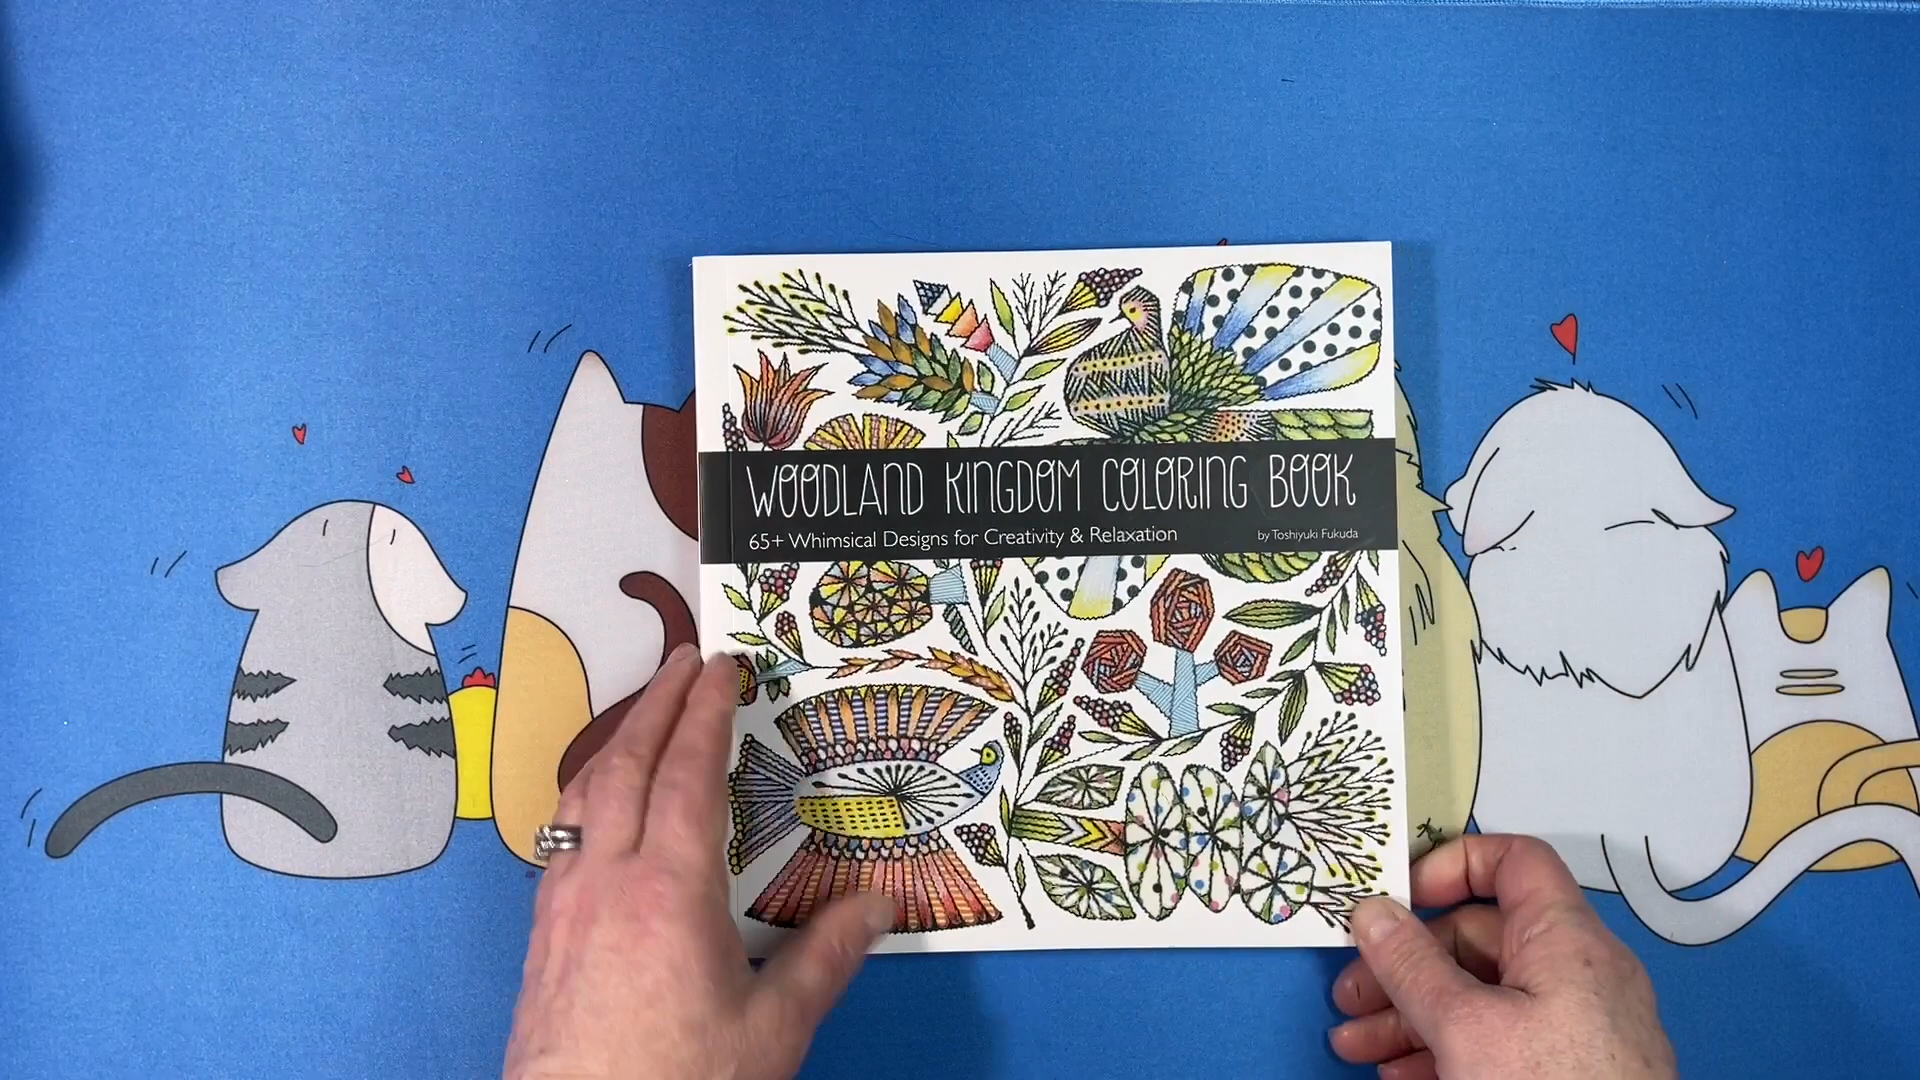 WOODLAND KINGDOM COLORING BOOK
65+ Whimsical Designs for Creativity & Relaxation
by Toshiyuki Fukuda